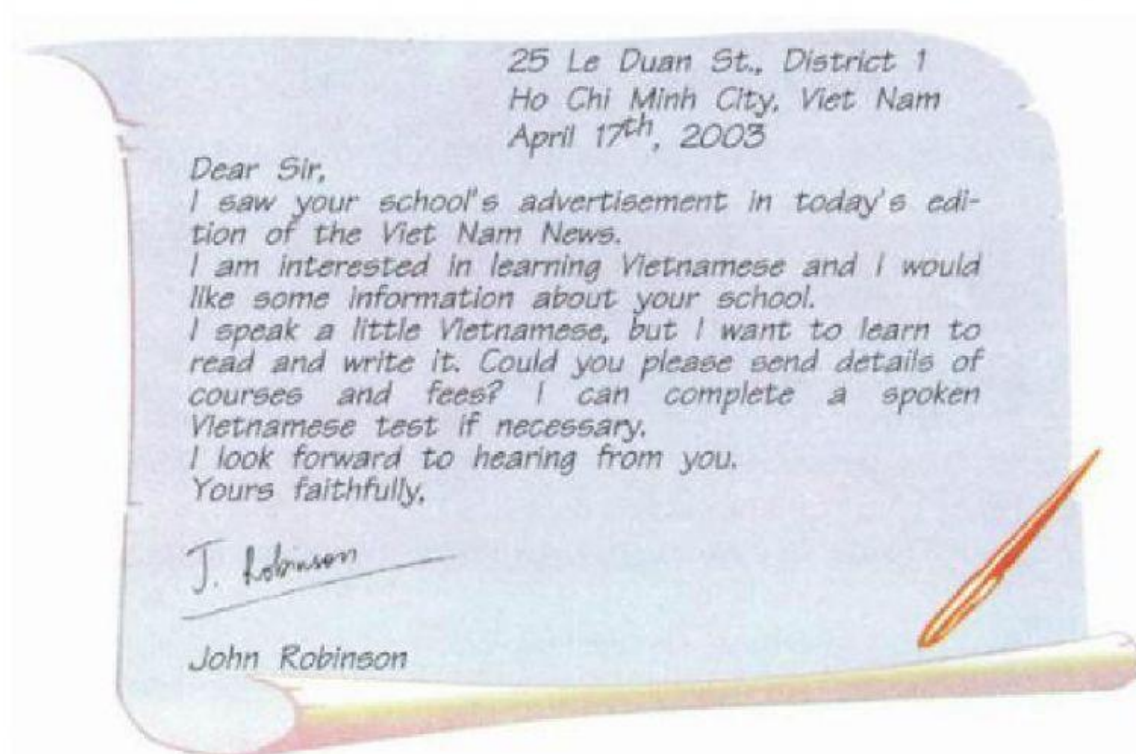 25 Le Duan St., District 1
Ho Chi Minh City, Viet Nam
April 17th, 2003
Dear Sir,
I saw your school's advertisement in today's edi-
tion of the Viet Nam News.
I am interested in learning Vietnamese and I would
like some information about your school.
I speak a little Vietnamese, but I want to learn to
read and write it. Could you please send details of
courses and fees? I can complete a spoken
Vietnamese test if necessary.
I look forward to hearing from you.
Yours faithfully,
J. Robinson
John Robinson